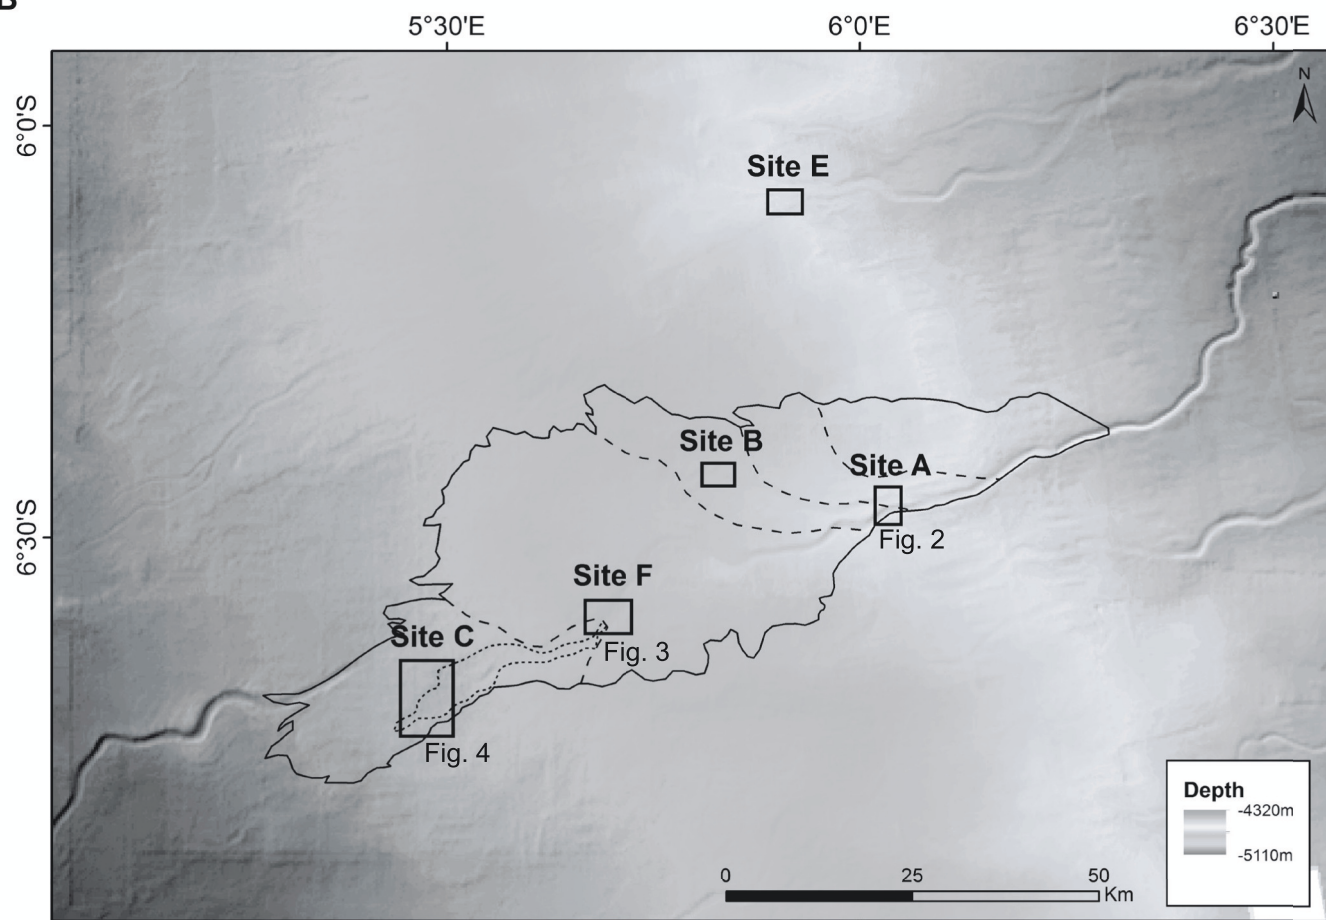 B
5°30'E 6°0'E 6°30'E
N
6°0'S
Site E
Site B
Site A
6°30'S
Fig. 2
Site F
Site C
Fig. 3
Fig. 4
Depth
-4320m
-5110m
0 25 50
Km